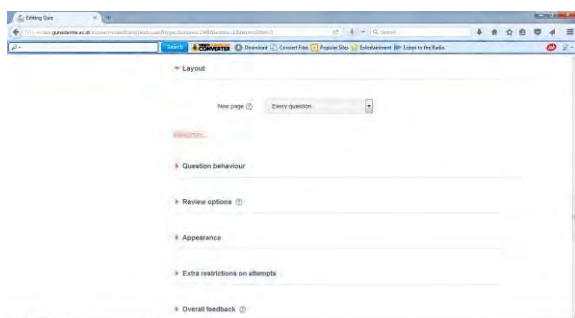 Editing Quiz
Search
CONVERTER
Download
Convert Files
Popular Sites
Entertainment
Listen to the Radio
Layout
New page
Every question
Question behaviour
Review options
Appearance
Extra restrictions on attempts
Overall feedback